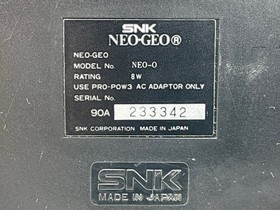 SNK
NEO·GEO®
NEO-GEO
MODEL No. NEO-O
RATING 8W
USE PRO-POW3 AC ADAPTOR ONLY
SERIAL No.
90A 233342
SNK CORPORATION MADE IN JAPAN
SNK
MADE IN JAPAN